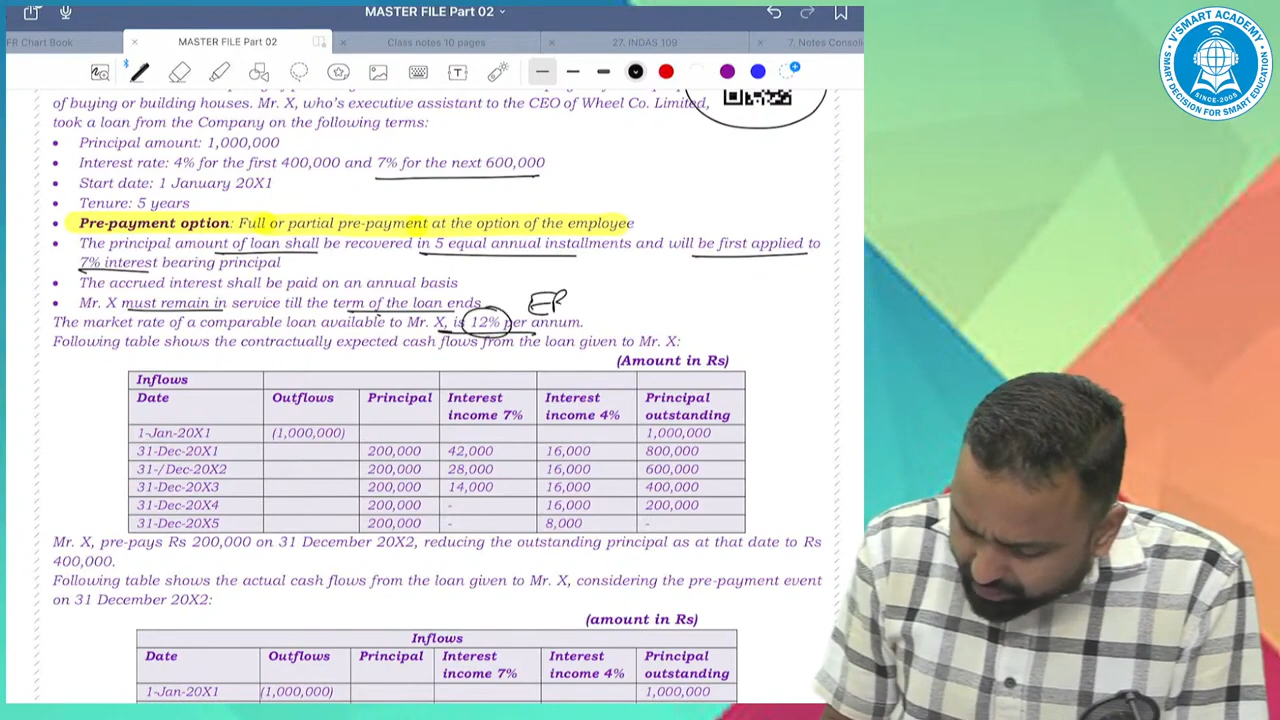 MASTER FILE Part 02
FR Chart Book
MASTER FILE Part 02
Class notes 10 pages
27. INDAS 109
7. Notes Consoli
of buying or building houses. Mr. X, who's executive assistant to the CEO of Wheel Co. Limited,
took a loan from the Company on the following terms:
• Principal amount: 1,000,000
• Interest rate: 4% for the first 400,000 and 7% for the next 600,000
• Start date: 1 January 20X1
• Tenure: 5 years
• Pre-payment option: Full or partial pre-payment at the option of the employee
• The principal amount of loan shall be recovered in 5 equal annual installments and will be first applied to
7% interest bearing principal
• The accrued interest shall be paid on an annual basis
• Mr. X must remain in service till the term of the loan ends
The market rate of a comparable loan available to Mr. X, is 12% per annum.
Following table shows the contractually expected cash flows from the loan given to Mr. X:
(Amount in Rs)
Inflows
Date Outflows Principal Interest income 7% Interest income 4% Principal outstanding
1-Jan-20X1 (1,000,000) 1,000,000
31-Dec-20X1 200,000 42,000 16,000 800,000
31-/Dec-20X2 200,000 28,000 16,000 600,000
31-Dec-20X3 200,000 14,000 16,000 400,000
31-Dec-20X4 200,000 - 16,000 200,000
31-Dec-20X5 200,000 - 8,000 -
Mr. X, pre-pays Rs 200,000 on 31 December 20X2, reducing the outstanding principal as at that date to Rs
400,000.
Following table shows the actual cash flows from the loan given to Mr. X, considering the pre-payment event
on 31 December 20X2:
(amount in Rs)
Inflows
Date Outflows Principal Interest income 7% Interest income 4% Principal outstanding
1-Jan-20X1 (1,000,000) 1,000,000
V'SMART ACADEMY
SINCE-2005
SMART DECISION FOR SMART EDUCATION